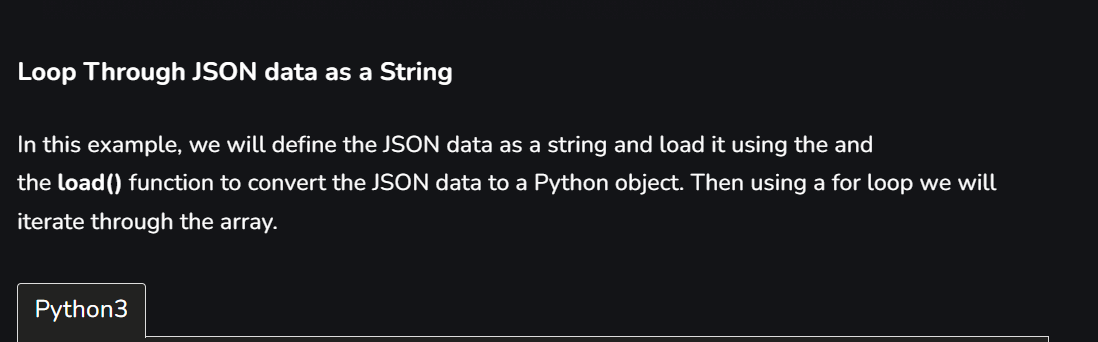 Loop Through JSON data as a String
In this example, we will define the JSON data as a string and load it using the and
the load() function to convert the JSON data to a Python object. Then using a for loop we will
iterate through the array.
Python3